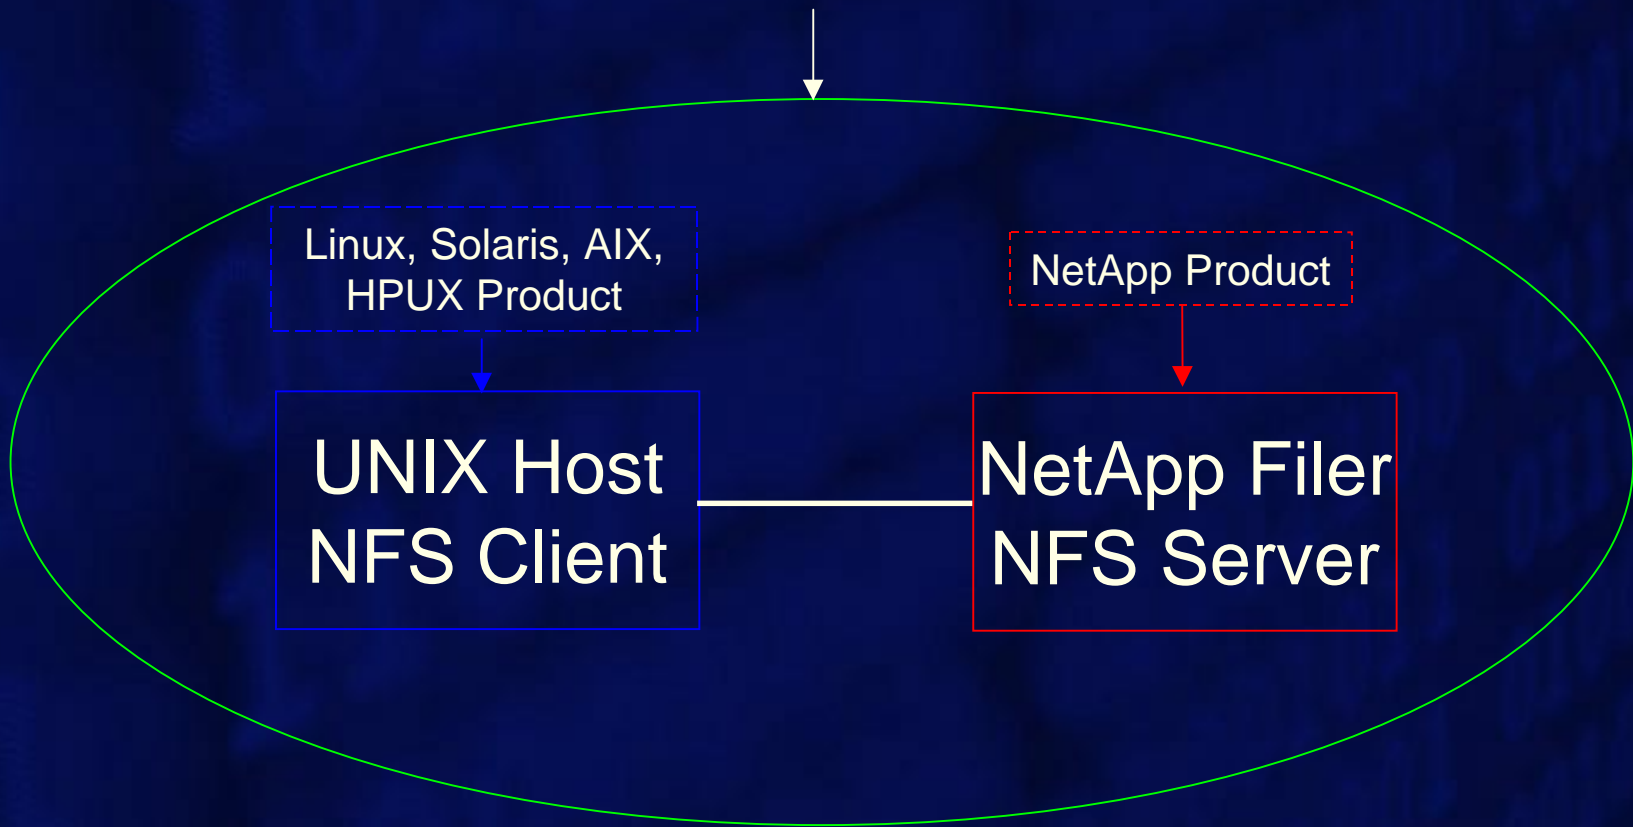 Linux, Solaris, AIX,
HPUX Product
NetApp Product
UNIX Host
NFS Client
NetApp Filer
NFS Server